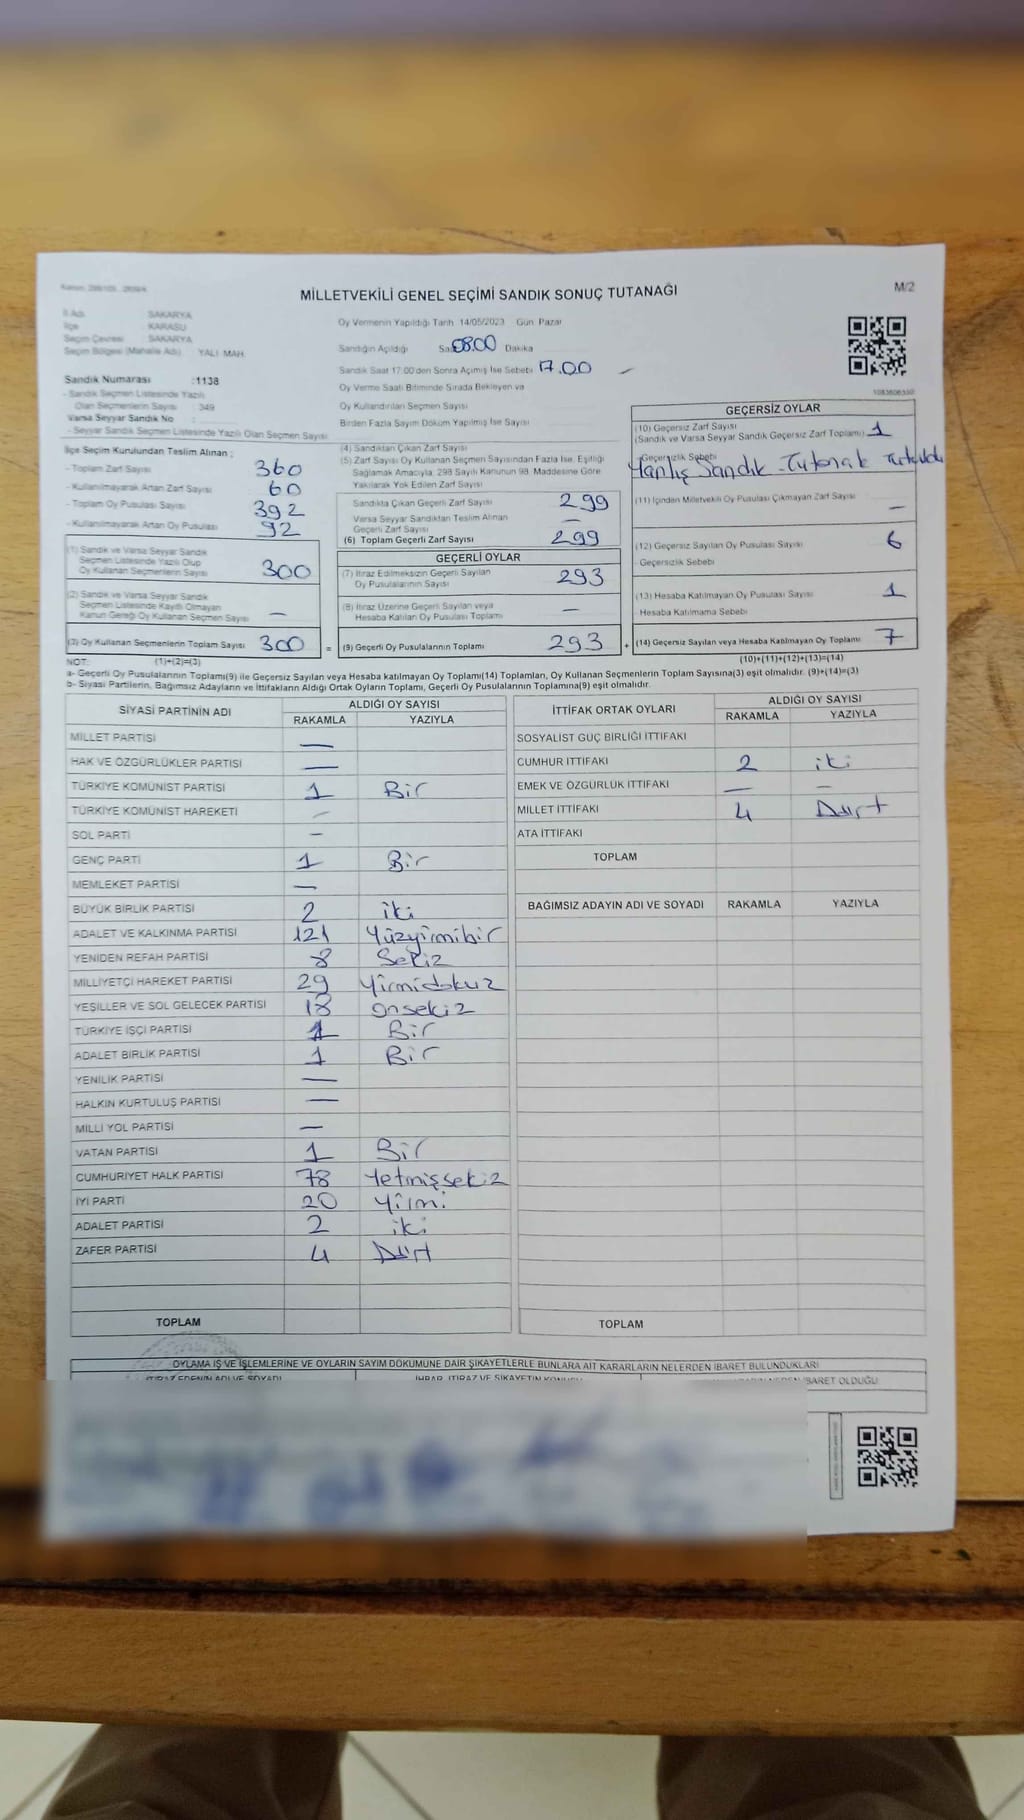 MİLLETVEKİLİ GENEL SEÇİMİ SANDIK SONUÇ TUTANAĞI
M/2
İl Adı : SAKARYA
İlçe : KARASU
Seçim Çevresi : SAKARYA
Seçim Bölgesi (Mahalle Adı) : YALI MAH.
Sandık Numarası :1138
- Sandık Seçmen Listesinde Yazılı
Olan Seçmenlerin Sayısı : 349
Varsa Seyyar Sandık No :
- Seyyar Sandık Seçmen Listesinde Yazılı Olan Seçmen Sayısı:
Oy Vermenin Yapıldığı Tarih 14/05/2023 Gün Pazar
Sandığın Açıldığı Saat 08.00 Dakika
Sandık Saat 17:00'den Sonra Açılmış İse Sebebi 17.00
Oy Verme Saati Bitiminde Sırada Bekleyen ve
Oy Kullandırılan Seçmen Sayısı
Birden Fazla Sayım Döküm Yapılmış İse Sayısı
İlçe Seçim Kurulundan Teslim Alınan ;
- Toplam Zarf Sayısı 360
- Kullanılmayarak Artan Zarf Sayısı 60
- Toplam Oy Pusulası Sayısı 392
- Kullanılmayarak Artan Oy Pusulası 92
(1) Sandık ve Varsa Seyyar Sandık
Seçmen Listesinde Yazılı Olup
Oy Kullanan Seçmenlerin Sayısı 300
(2) Sandık ve Varsa Seyyar Sandık
Seçmen Listesinde Kayıtlı Olmayan
Kanun Gereği Oy Kullanan Seçmen Sayısı —
(3) Oy Kullanan Seçmenlerin Toplam Sayısı 300 =
(4) Sandıktan Çıkan Zarf Sayısı
(5) Zarf Sayısı Oy Kullanan Seçmen Sayısından Fazla İse, Eşitliği
Sağlamak Amacıyla, 298 Sayılı Kanunun 98. Maddesine Göre
Yakılarak Yok Edilen Zarf Sayısı
Sandıkta Çıkan Geçerli Zarf Sayısı 299
Varsa Seyyar Sandıktan Teslim Alınan
Geçerli Zarf Sayısı —
(6) Toplam Geçerli Zarf Sayısı 299
GEÇERLİ OYLAR
(7) İtiraz Edilmeksizin Geçerli Sayılan
Oy Pusulalarının Sayısı 293
(8) İtiraz Üzerine Geçerli Sayılan veya
Hesaba Katılan Oy Pusulası Toplamı —
(9) Geçerli Oy Pusulalarının Toplamı 293 +
GEÇERSİZ OYLAR
(10) Geçersiz Zarf Sayısı
(Sandık ve Varsa Seyyar Sandık Geçersiz Zarf Toplamı) 1
Geçersizlik Sebebi
Yanlış Sandık - Tutanak Tutuldu
(11) İçinden Milletvekili Oy Pusulası Çıkmayan Zarf Sayısı —
(12) Geçersiz Sayılan Oy Pusulası Sayısı 6
Geçersizlik Sebebi
(13) Hesaba Katılmayan Oy Pusulası Sayısı 1
Hesaba Katılmama Sebebi
(14) Geçersiz Sayılan veya Hesaba Katılmayan Oy Toplamı 7
NOT: (1)+(2)=(3) (10)+(11)+(12)+(13)=(14)
a- Geçerli Oy Pusulalarının Toplamı(9) ile Geçersiz Sayılan veya Hesaba katılmayan Oy Toplamı(14) Toplamları, Oy Kullanan Seçmenlerin Toplam Sayısına(3) eşit olmalıdır. (9)+(14)=(3)
b- Siyasi Partilerin, Bağımsız Adayların ve İttifakların Aldığı Ortak Oyların Toplamı, Geçerli Oy Pusulalarının Toplamına(9) eşit olmalıdır.
SİYASİ PARTİNİN ADI ALDIĞI OY SAYISI
RAKAMLA YAZIYLA
MİLLET PARTİSİ —
HAK VE ÖZGÜRLÜKLER PARTİSİ —
TÜRKİYE KOMÜNİST PARTİSİ 1 Bir
TÜRKİYE KOMÜNİST HAREKETİ —
SOL PARTİ —
GENÇ PARTİ 1 Bir
MEMLEKET PARTİSİ —
BÜYÜK BİRLİK PARTİSİ 2 iki
ADALET VE KALKINMA PARTİSİ 121 Yüzyirmibir
YENİDEN REFAH PARTİSİ 8 Sekiz
MİLLİYETÇİ HAREKET PARTİSİ 29 Yirmidokuz
YEŞİLLER VE SOL GELECEK PARTİSİ 18 onsekiz
TÜRKİYE İŞÇİ PARTİSİ 1 Bir
ADALET BİRLİK PARTİSİ 1 Bir
YENİLİK PARTİSİ —
HALKIN KURTULUŞ PARTİSİ —
MİLLİ YOL PARTİSİ —
VATAN PARTİSİ 1 Bir
CUMHURİYET HALK PARTİSİ 78 Yetmişsekiz
İYİ PARTİ 20 Yirmi
ADALET PARTİSİ 2 iki
ZAFER PARTİSİ 4 Dört
TOPLAM
İTTİFAK ORTAK OYLARI ALDIĞI OY SAYISI
RAKAMLA YAZIYLA
SOSYALİST GÜÇ BİRLİĞİ İTTİFAKI
CUMHUR İTTİFAKI 2 iki
EMEK VE ÖZGÜRLÜK İTTİFAKI — —
MİLLET İTTİFAKI 4 Dört
ATA İTTİFAKI
TOPLAM
BAĞIMSIZ ADAYIN ADI VE SOYADI RAKAMLA YAZIYLA
TOPLAM
OYLAMA İŞ VE İŞLEMLERİNE VE OYLARIN SAYIM DÖKÜMÜNE DAİR ŞİKAYETLERLE BUNLARA AİT KARARLARIN NELERDEN İBARET BULUNDUKLARI
İTİRAZ EDENİN ADI VE SOYADI